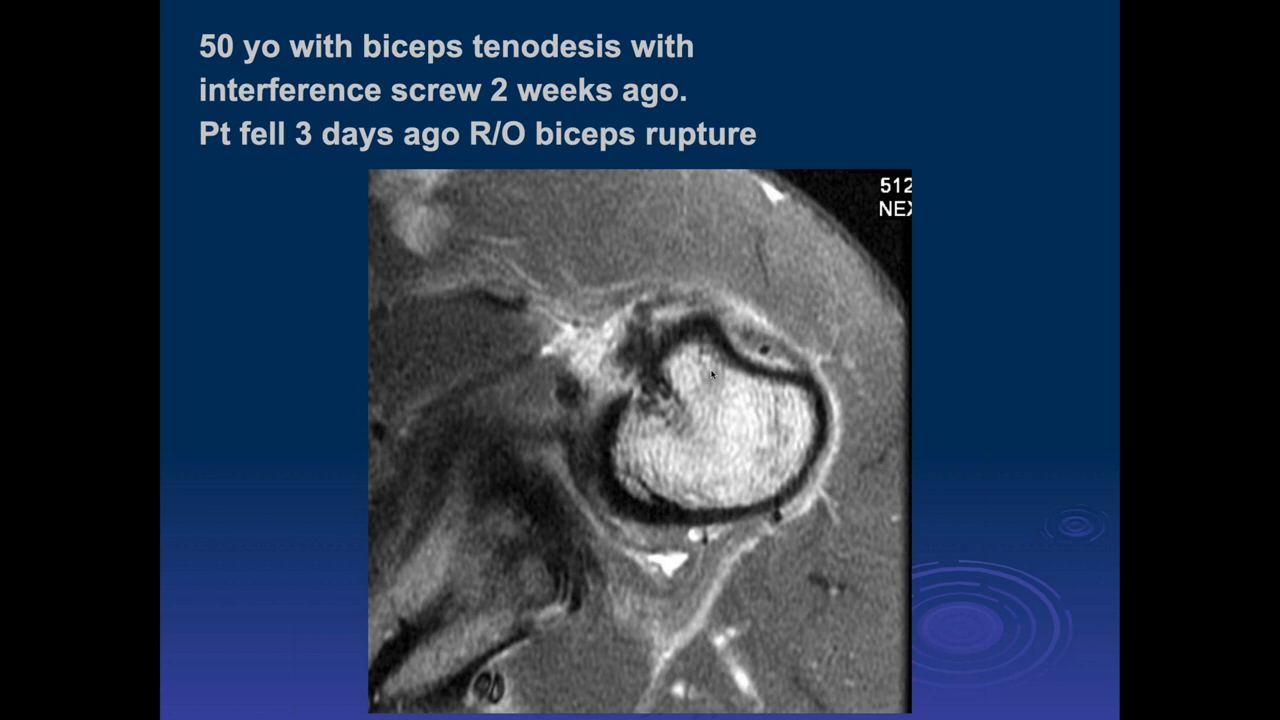 50 yo with biceps tenodesis with
interference screw 2 weeks ago.
Pt fell 3 days ago R/O biceps rupture
512
NEX